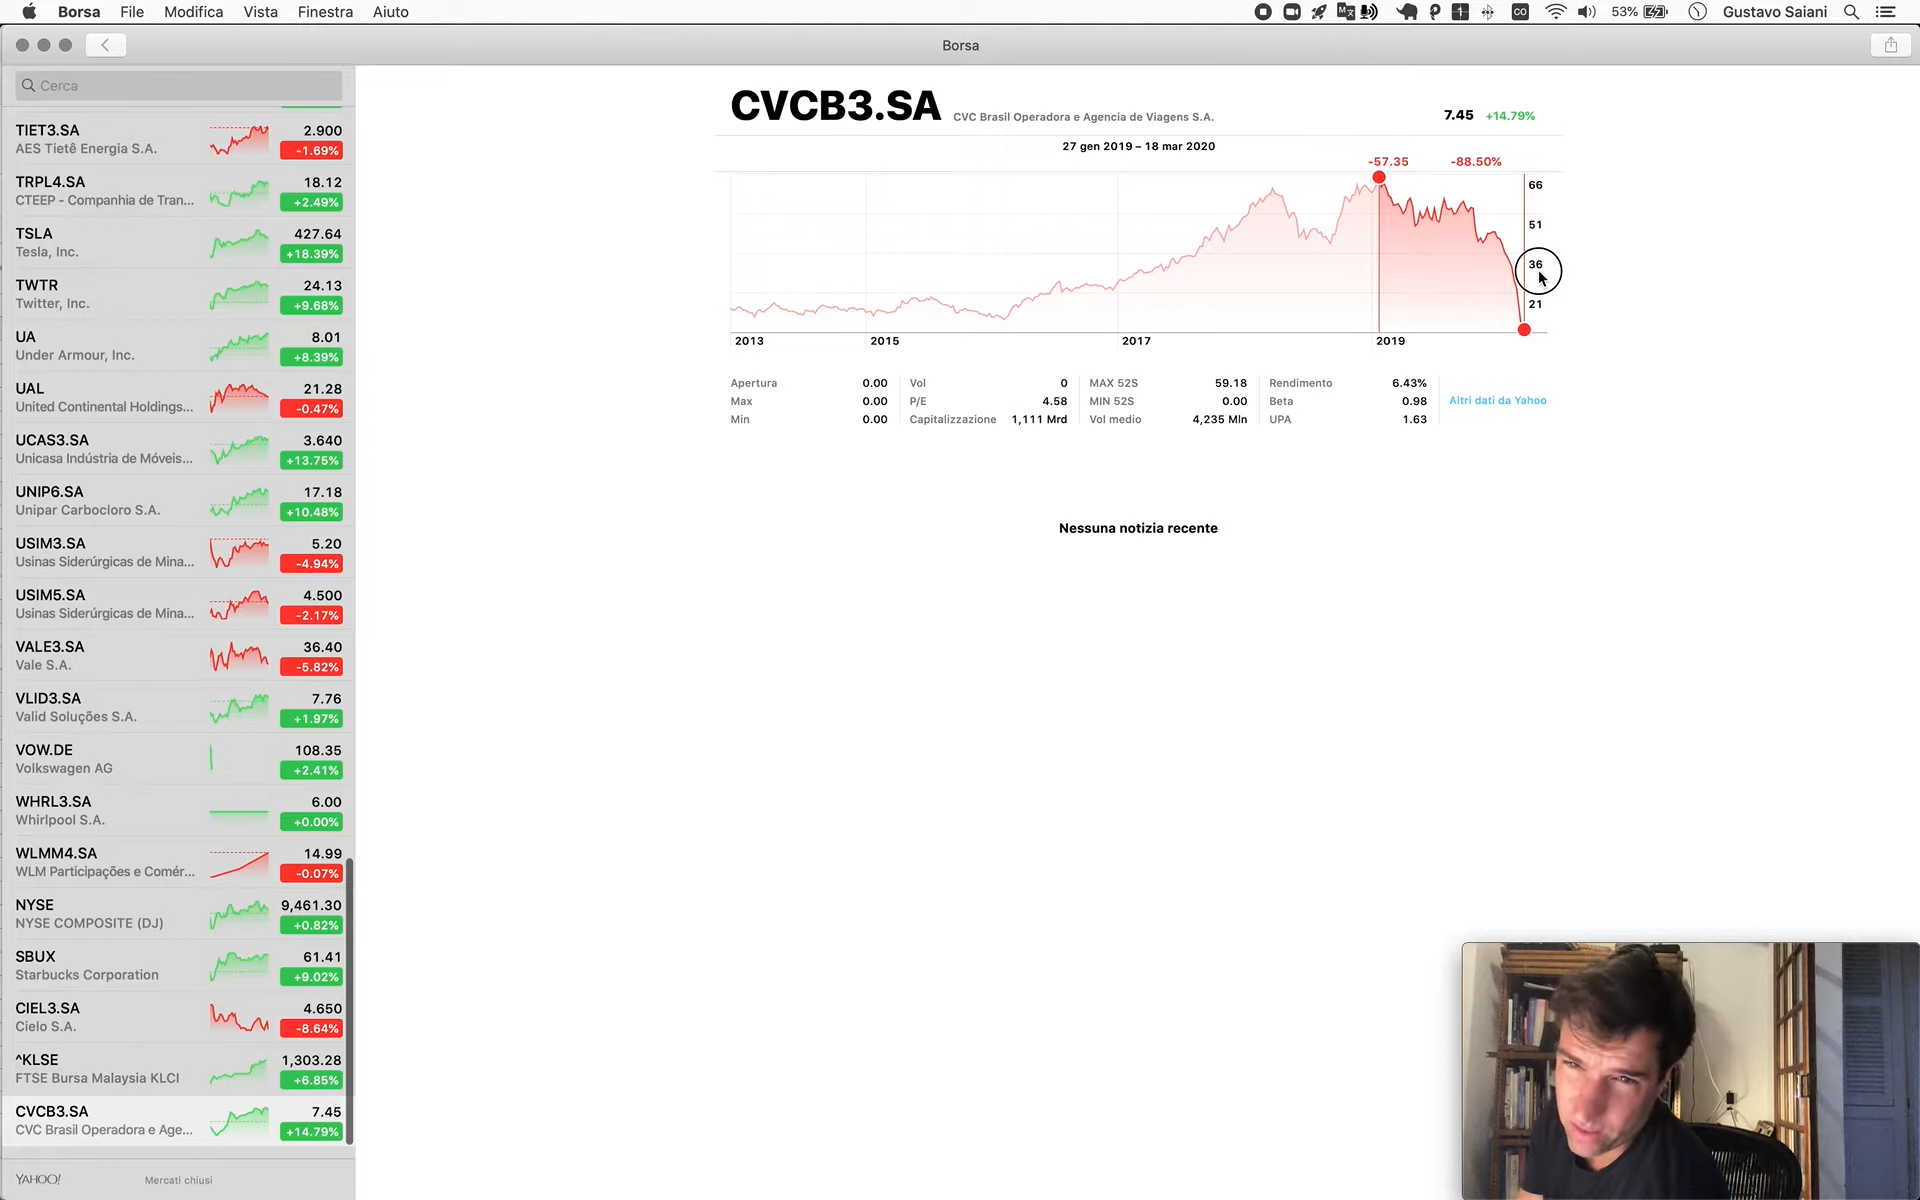 Borsa File Modifica Vista Finestra Aiuto
1 CO 53% Gustavo Saiani
Borsa
Cerca
TIET3.SA 2.900
AES Tietê Energia S.A. -1.69%
TRPL4.SA 18.12
CTEEP - Companhia de Tran... +2.49%
TSLA 427.64
Tesla, Inc. +18.39%
TWTR 24.13
Twitter, Inc. +9.68%
UA 8.01
Under Armour, Inc. +8.39%
UAL 21.28
United Continental Holdings... -0.47%
UCAS3.SA 3.640
Unicasa Indústria de Móveis... +13.75%
UNIP6.SA 17.18
Unipar Carbocloro S.A. +10.48%
USIM3.SA 5.20
Usinas Siderúrgicas de Mina... -4.94%
USIM5.SA 4.500
Usinas Siderúrgicas de Mina... -2.17%
VALE3.SA 36.40
Vale S.A. -5.82%
VLID3.SA 7.76
Valid Soluções S.A. +1.97%
VOW.DE 108.35
Volkswagen AG +2.41%
WHRL3.SA 6.00
Whirlpool S.A. +0.00%
WLMM4.SA 14.99
WLM Participações e Comér... -0.07%
NYSE 9,461.30
NYSE COMPOSITE (DJ) +0.82%
SBUX 61.41
Starbucks Corporation +9.02%
CIEL3.SA 4.650
Cielo S.A. -8.64%
^KLSE 1,303.28
FTSE Bursa Malaysia KLCI +6.85%
CVCB3.SA 7.45
CVC Brasil Operadora e Age... +14.79%
YAHOO! Mercati chiusi
CVCB3.SA CVC Brasil Operadora e Agencia de Viagens S.A. 7.45 +14.79%
27 gen 2019 – 18 mar 2020
-57.35 -88.50%
66
51
36
21
2013 2015 2017 2019
Apertura 0.00 Vol 0 MAX 52S 59.18 Rendimento 6.43%
Max 0.00 P/E 4.58 MIN 52S 0.00 Beta 0.98 Altri dati da Yahoo
Min 0.00 Capitalizzazione 1,111 Mrd Vol medio 4,235 Mln UPA 1.63
Nessuna notizia recente